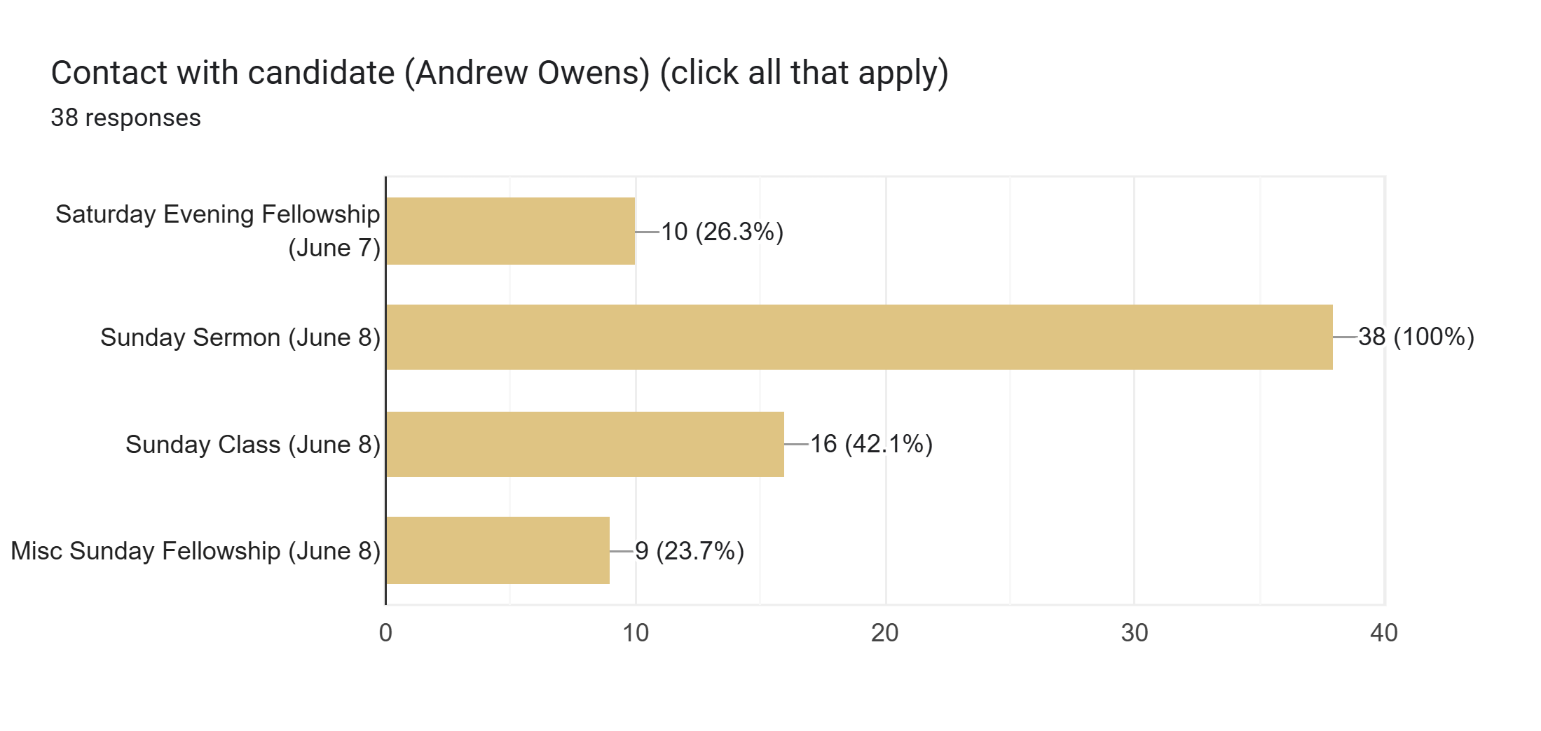 Contact with candidate (Andrew Owens) (click all that apply)
38 responses
Saturday Evening Fellowship
(June 7)
10 (26.3%)
Sunday Sermon (June 8)
38 (100%)
Sunday Class (June 8)
16 (42.1%)
Misc Sunday Fellowship (June 8)
9 (23.7%)
0 10 20 30 40